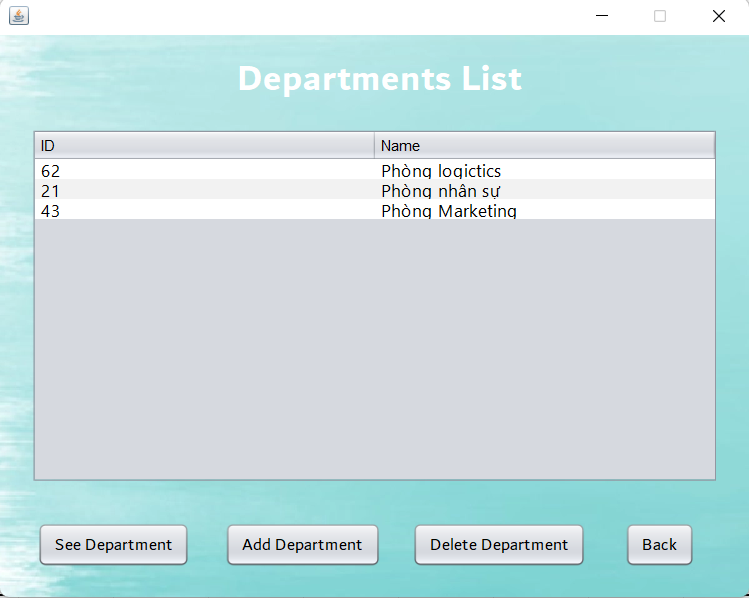 Departments List
ID Name
62 Phòng logictics
21 Phòng nhân sự
43 Phòng Marketing
See Department Add Department Delete Department Back